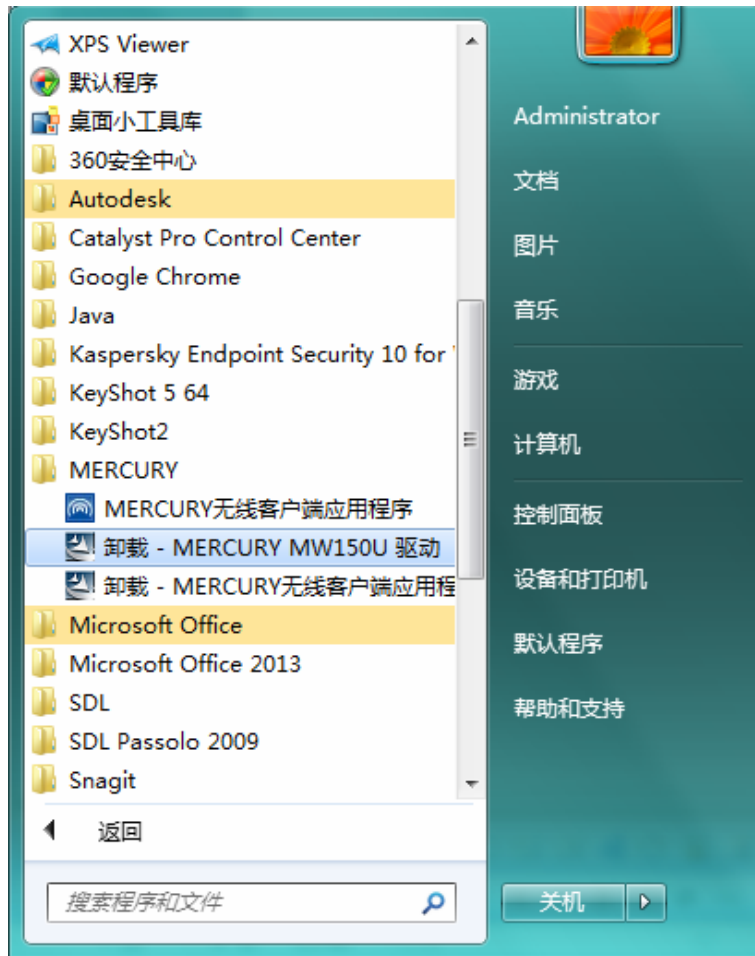 XPS Viewer
默认程序
桌面小工具库
360安全中心
Autodesk
Catalyst Pro Control Center
Google Chrome
Java
Kaspersky Endpoint Security 10 for
KeyShot 5 64
KeyShot2
MERCURY
MERCURY无线客户端应用程序
卸载 - MERCURY MW150U 驱动
卸载 - MERCURY无线客户端应用程
Microsoft Office
Microsoft Office 2013
SDL
SDL Passolo 2009
Snagit
返回
搜索程序和文件
Administrator
文档
图片
音乐
游戏
计算机
控制面板
设备和打印机
默认程序
帮助和支持
关机